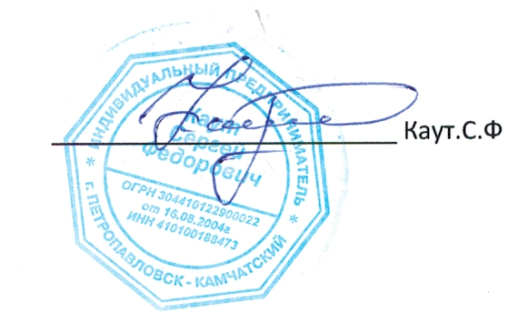 ИНДИВИДУАЛЬНЫЙ ПРЕДПРИНИМАТЕЛЬ
Каут
Сергей
Федорович
ОГРН 304410122900022
от 16.08.2004г
ИНН 410100188473
* г. ПЕТРОПАВЛОВСК - КАМЧАТСКИЙ *
Каут.С.Ф